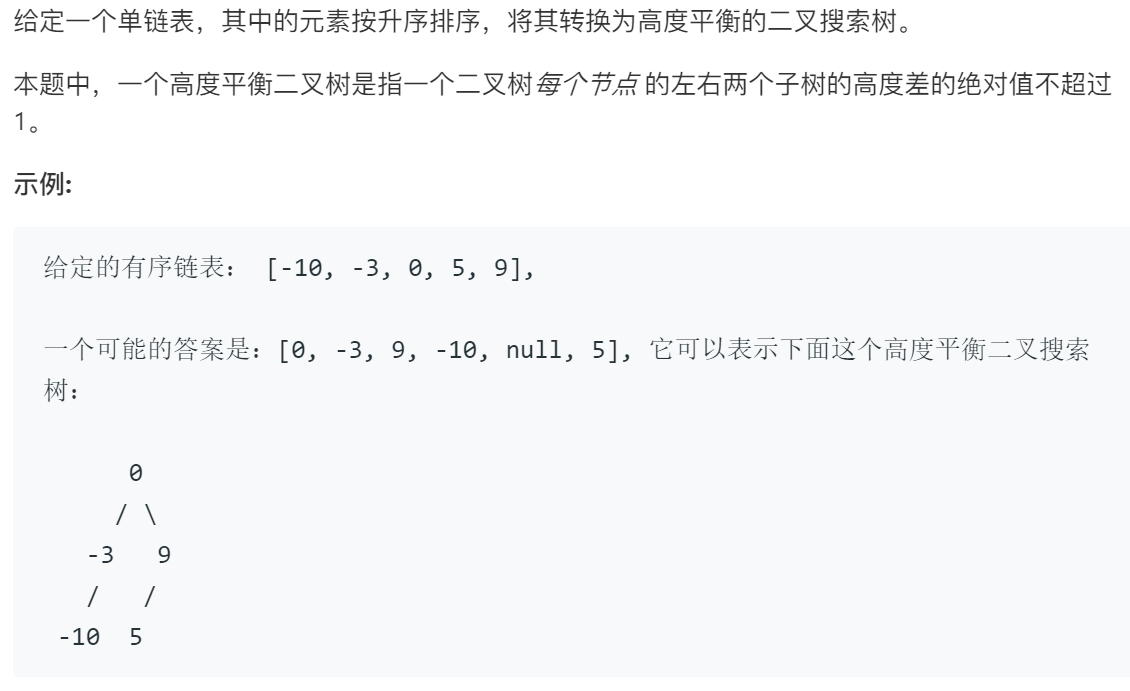 给定一个单链表，其中的元素按升序排序，将其转换为高度平衡的二叉搜索树。
本题中，一个高度平衡二叉树是指一个二叉树每个节点 的左右两个子树的高度差的绝对值不超过
1。
示例:
给定的有序链表： [-10, -3, 0, 5, 9],
一个可能的答案是：[0, -3, 9, -10, null, 5], 它可以表示下面这个高度平衡二叉搜索
树：
0
/ \
-3 9
/ /
-10 5